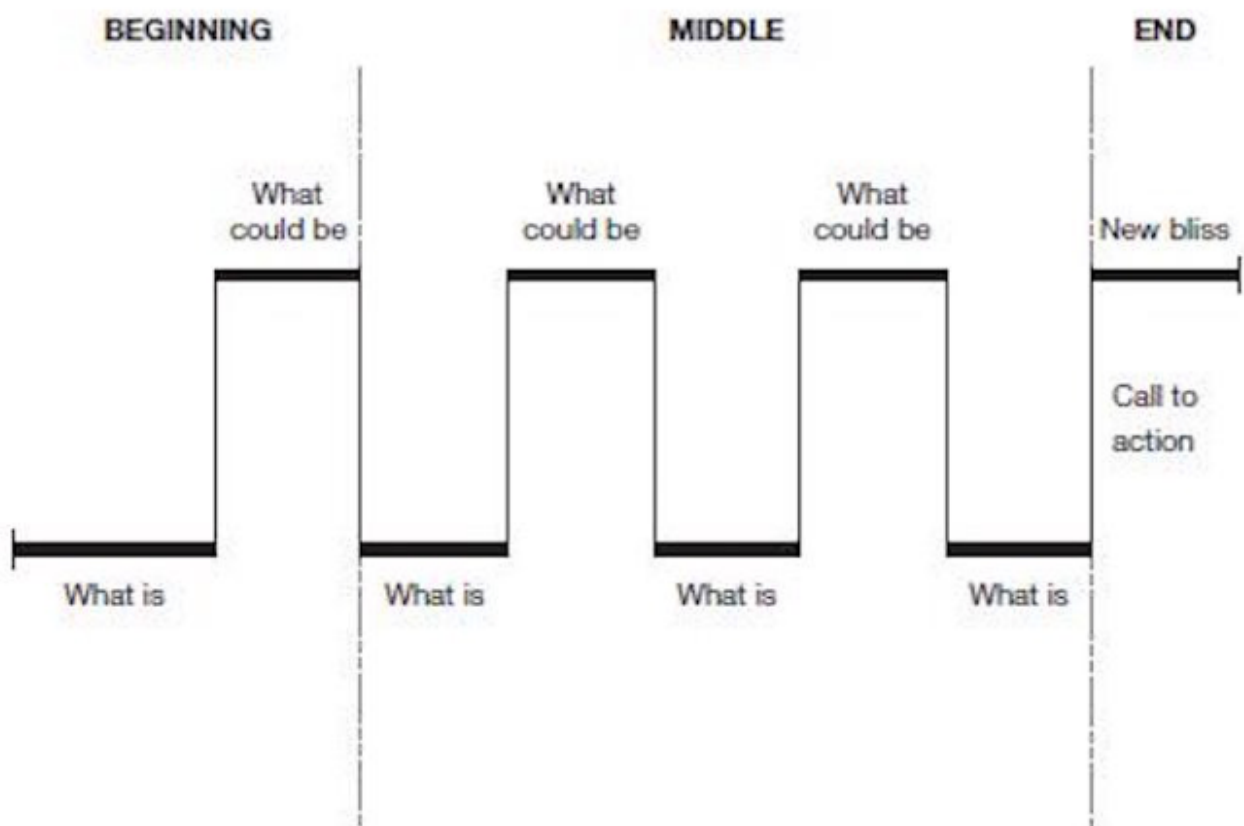 BEGINNING
MIDDLE
END
What
could be
What
could be
What
could be
New bliss
Call to
action
What is
What is
What is
What is